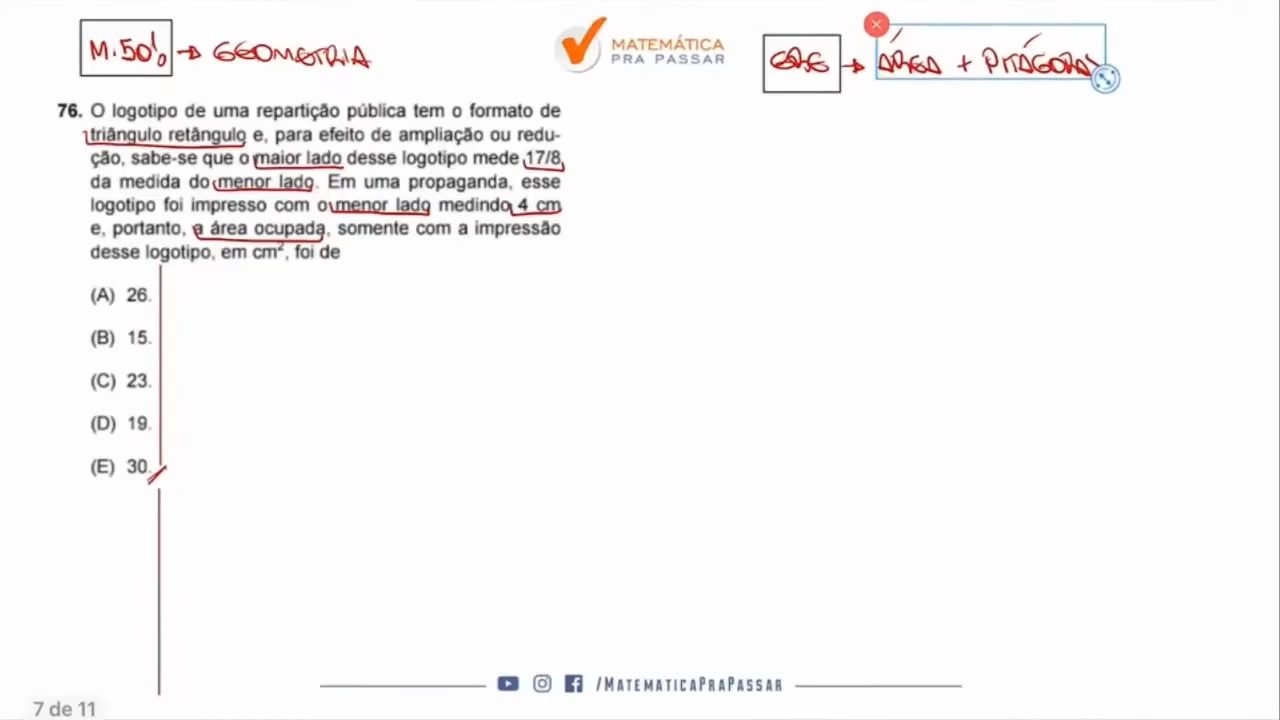 M.50% → GEOMETRIA
MATEMÁTICA
PRA PASSAR
→ ÁREA + PITÁGORAS
76. O logotipo de uma repartição pública tem o formato de
triângulo retângulo e, para efeito de ampliação ou redu-
ção, sabe-se que o maior lado desse logotipo mede 17/8
da medida do menor lado. Em uma propaganda, esse
logotipo foi impresso com o menor lado medindo 4 cm
e, portanto, a área ocupada, somente com a impressão
desse logotipo, em cm², foi de
(A) 26.
(B) 15.
(C) 23.
(D) 19.
(E) 30.
/MATEMATICAPRAPASSAR
7 de 11